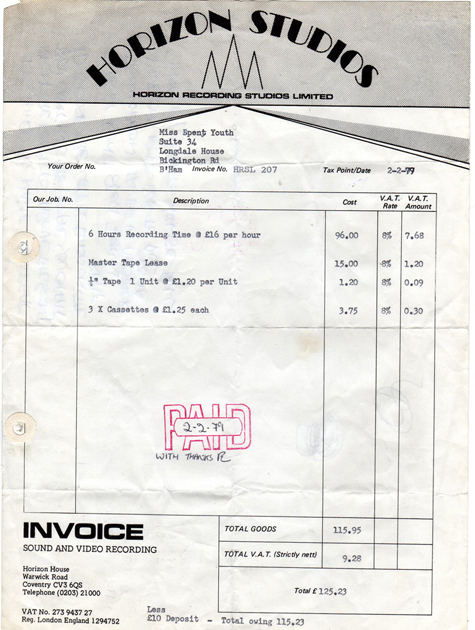 HORIZON STUDIOS
HORIZON RECORDING STUDIOS LIMITED
Miss Spent Youth
Suite 34
Longdale House
Bickington Rd
B'Ham
Your Order No.
Invoice No. HRSL 207
Tax Point/Date 2-2-79
Our Job. No. Description Cost V.A.T. Rate V.A.T. Amount
6 Hours Recording Time @ £16 per hour 96.00 8% 7.68
Master Tape Lease 15.00 8% 1.20
¼" Tape 1 Unit @ £1.20 per Unit 1.20 8% 0.09
3 X Cassettes @ £1.25 each 3.75 8% 0.30
PAID
2-2-79
WITH THANKS
INVOICE
SOUND AND VIDEO RECORDING
Horizon House
Warwick Road
Coventry CV3 6QS
Telephone (0203) 21000
VAT No. 273 9437 27
Reg. London England 1294752
TOTAL GOODS 115.95
TOTAL V.A.T. (Strictly nett) 9.28
Total £ 125.23
Less
£10 Deposit - Total owing 115.23